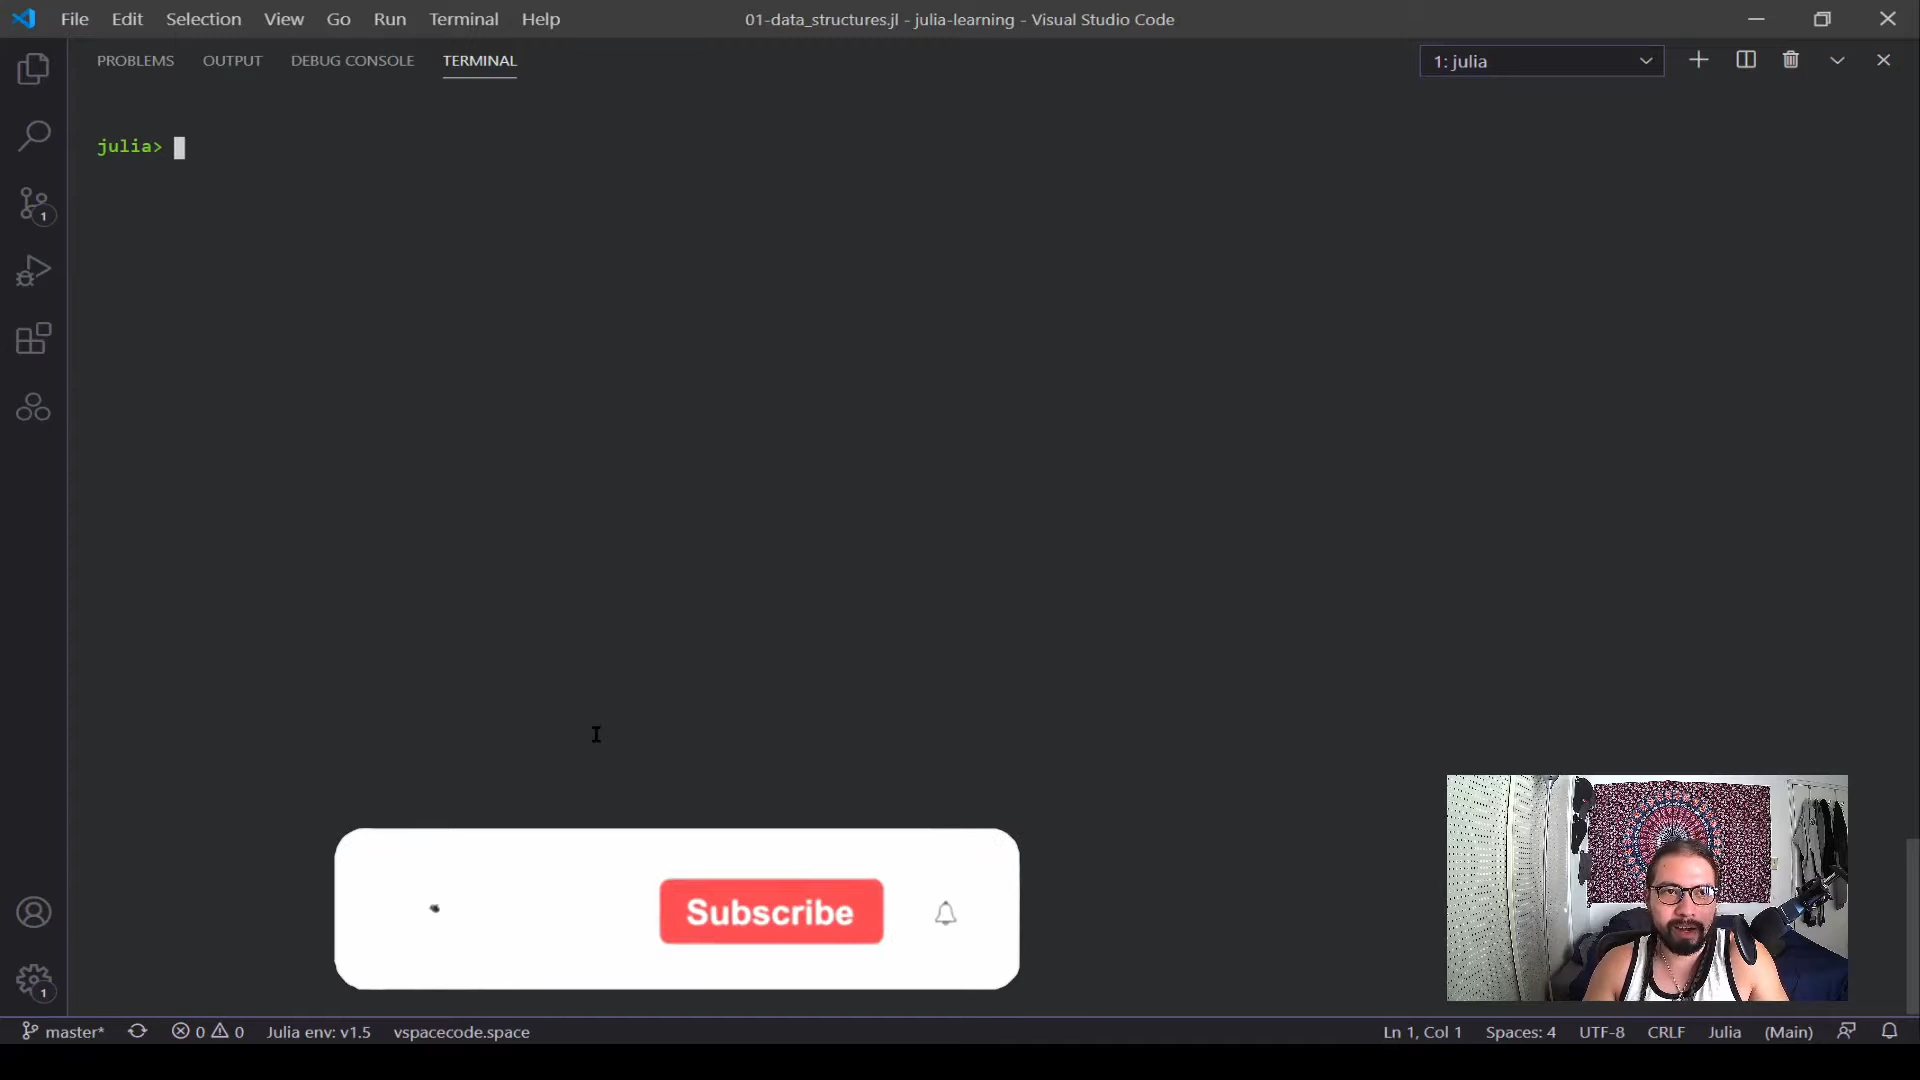 File Edit Selection View Go Run Terminal Help 01-data_structures.jl - julia-learning - Visual Studio Code
PROBLEMS OUTPUT DEBUG CONSOLE TERMINAL 1: julia
julia>
1
Subscribe
1
master* 0 0 Julia env: v1.5 vspacecode.space Ln 1, Col 1 Spaces: 4 UTF-8 CRLF Julia (Main)